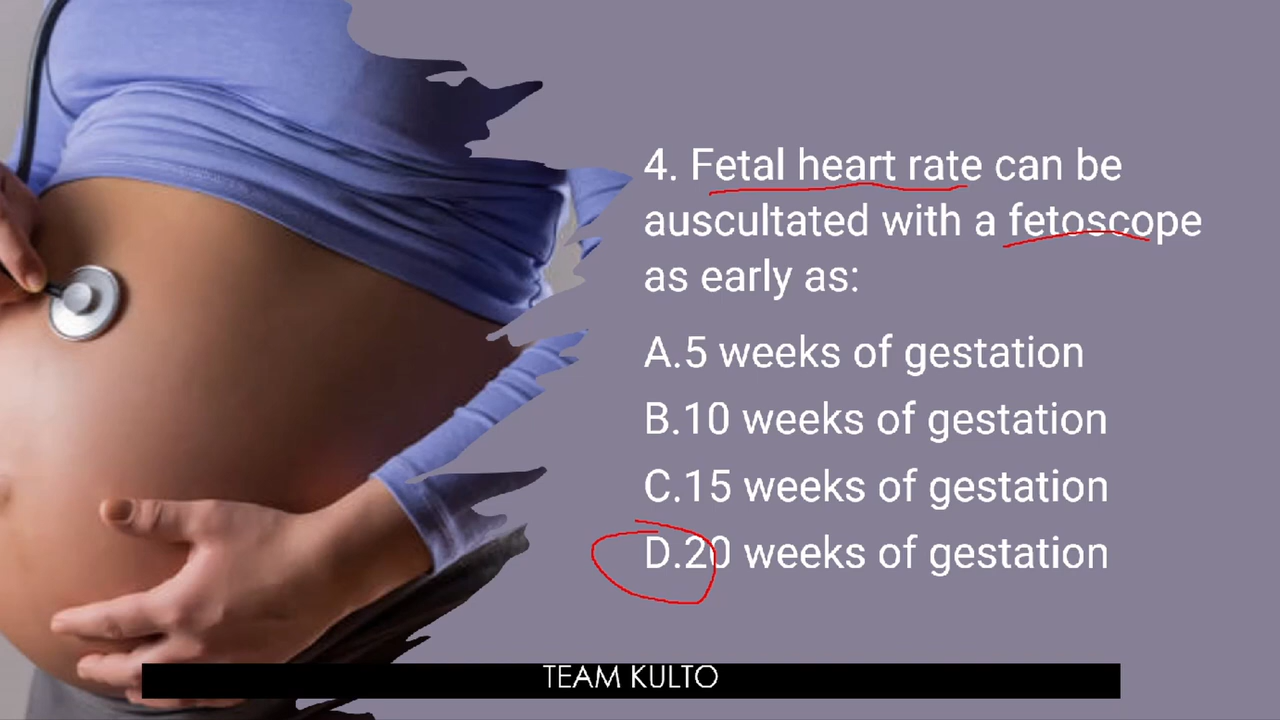 4. Fetal heart rate can be
auscultated with a fetoscope
as early as:
A.5 weeks of gestation
B.10 weeks of gestation
C.15 weeks of gestation
D.20 weeks of gestation
TEAM KULTO